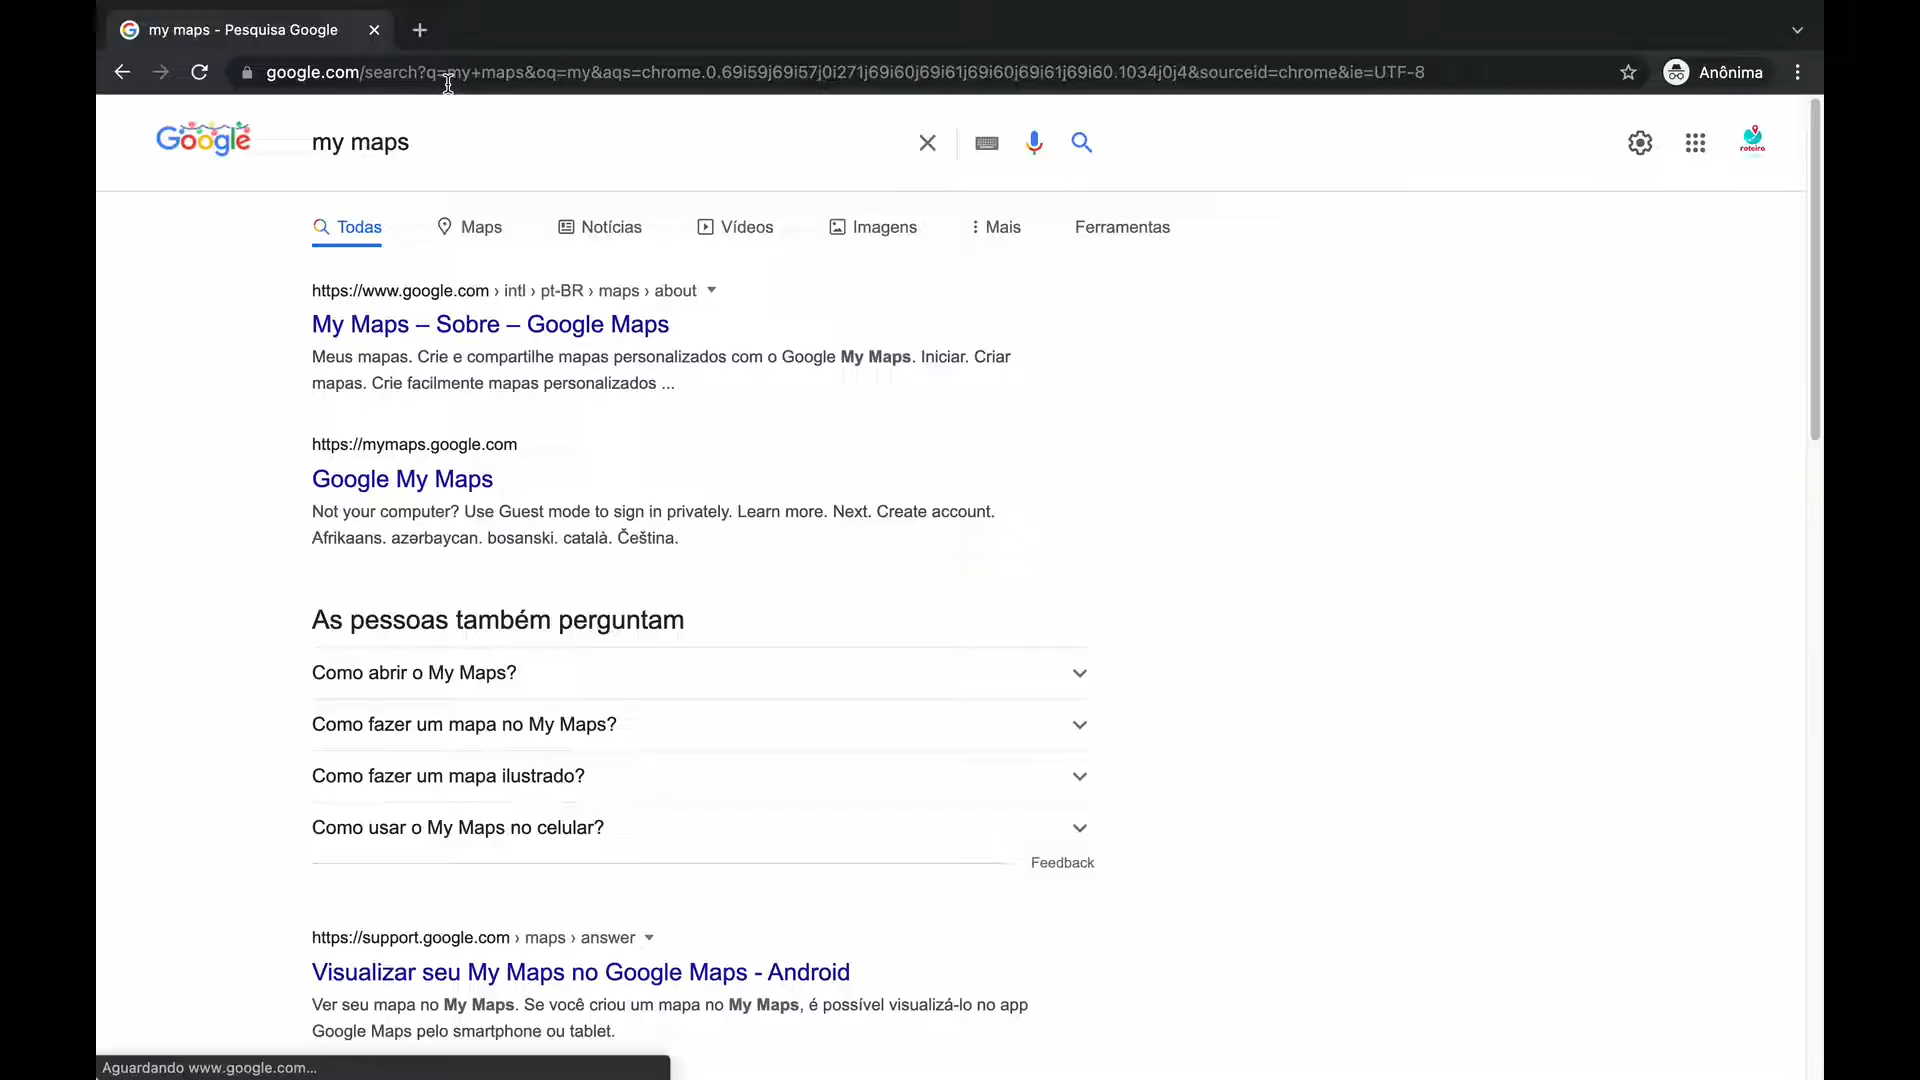 my maps - Pesquisa Google
google.com/search?q=my+maps&oq=my&aqs=chrome.0.69i59j69i57j0i271j69i60j69i61j69i60j69i61j69i60.1034j0j4&sourceid=chrome&ie=UTF-8
Anônima
Google
my maps
roteiro
Todas
Maps
Notícias
Vídeos
Imagens
Mais
Ferramentas
https://www.google.com › intl › pt-BR › maps › about
My Maps – Sobre – Google Maps
Meus mapas. Crie e compartilhe mapas personalizados com o Google My Maps. Iniciar. Criar
mapas. Crie facilmente mapas personalizados ...
https://mymaps.google.com
Google My Maps
Not your computer? Use Guest mode to sign in privately. Learn more. Next. Create account.
Afrikaans. azərbaycan. bosanski. català. Čeština.
As pessoas também perguntam
Como abrir o My Maps?
Como fazer um mapa no My Maps?
Como fazer um mapa ilustrado?
Como usar o My Maps no celular?
Feedback
https://support.google.com › maps › answer
Visualizar seu My Maps no Google Maps - Android
Ver seu mapa no My Maps. Se você criou um mapa no My Maps, é possível visualizá-lo no app
Google Maps pelo smartphone ou tablet.
Aguardando www.google.com...